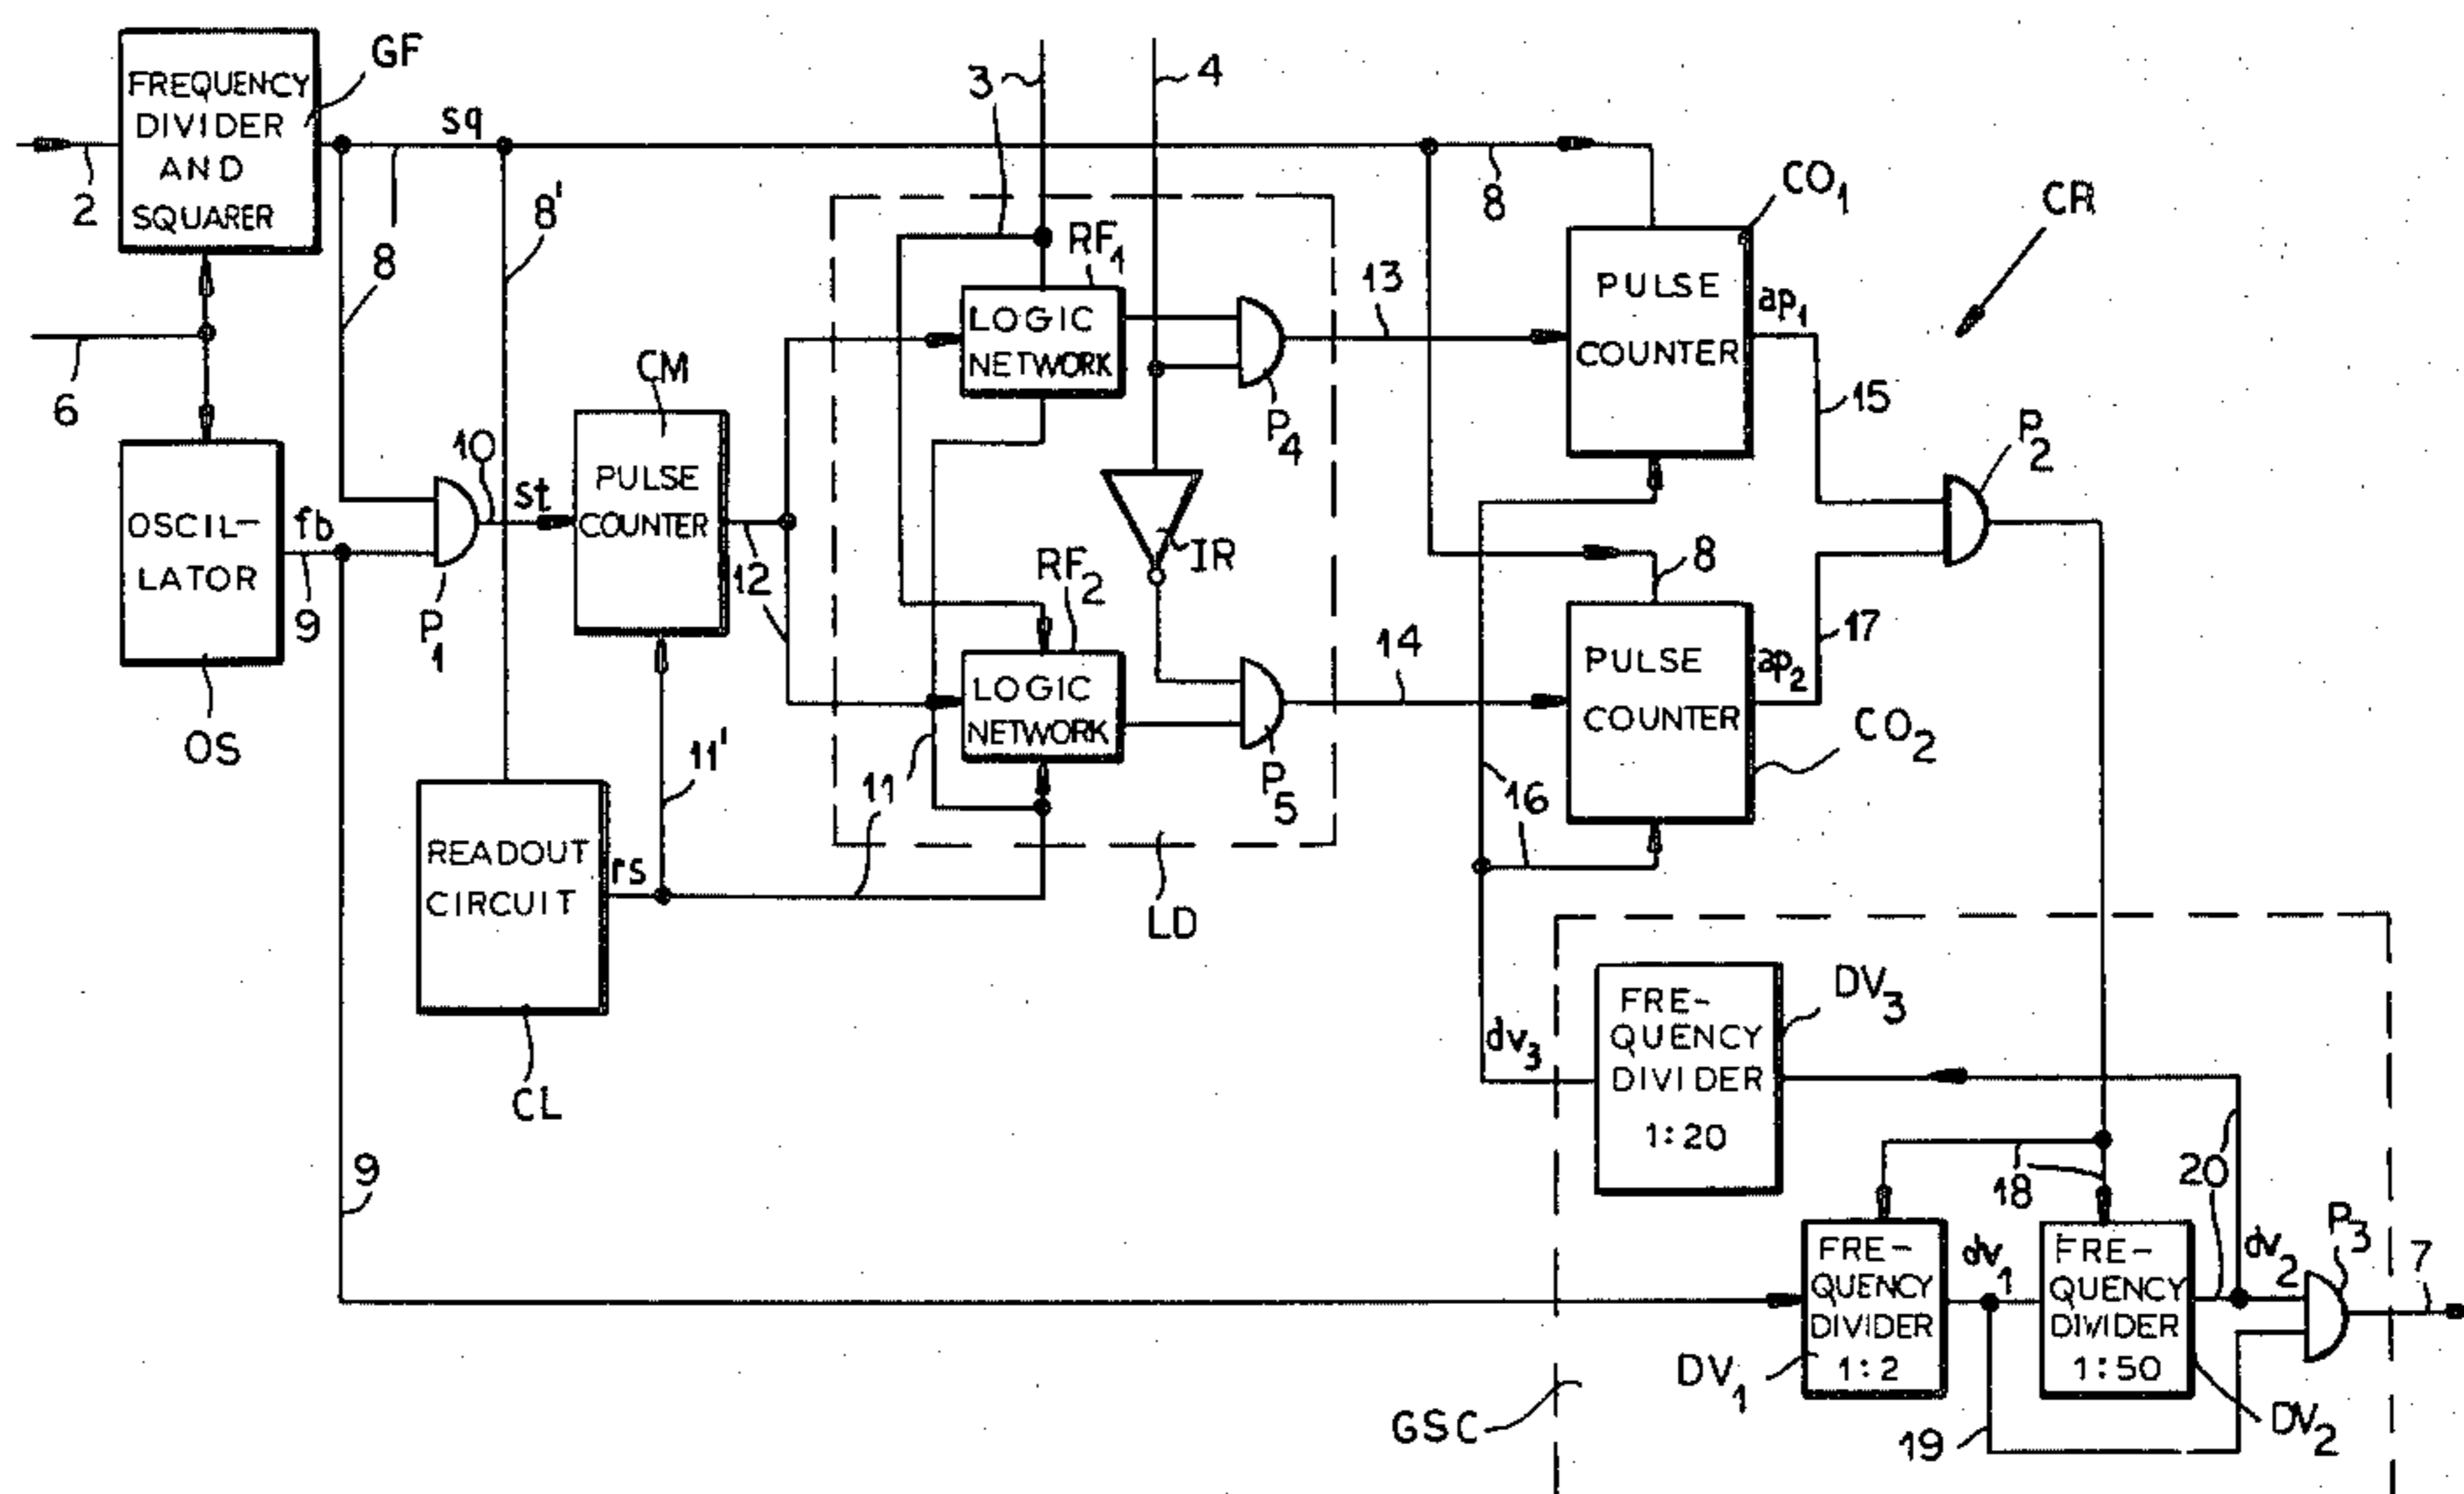 FREQUENCY
DIVIDER
AND
SQUARER
GF
2
8
sq
8'
8
6
OSCIL-
LATOR
OS
fb
9
P1
10
st
CM
PULSE
COUNTER
12
READOUT
CIRCUIT
CL
rs
11'
11
11
9
3
4
RF1
LOGIC
NETWORK
P4
IR
RF2
LOGIC
NETWORK
P5
LD
13
14
8
CO1
PULSE
COUNTER
ap1
15
CR
P2
8
PULSE
COUNTER
ap2
17
CO2
16
dv3
FRE-
QUENCY
DIVIDER
1:20
DV3
18
20
FRE-
QUENCY
DIVIDER
1:2
DV1
dv1
FRE-
QUENCY
DIVIDER
1:50
DV2
dv2
P3
7
19
GSC